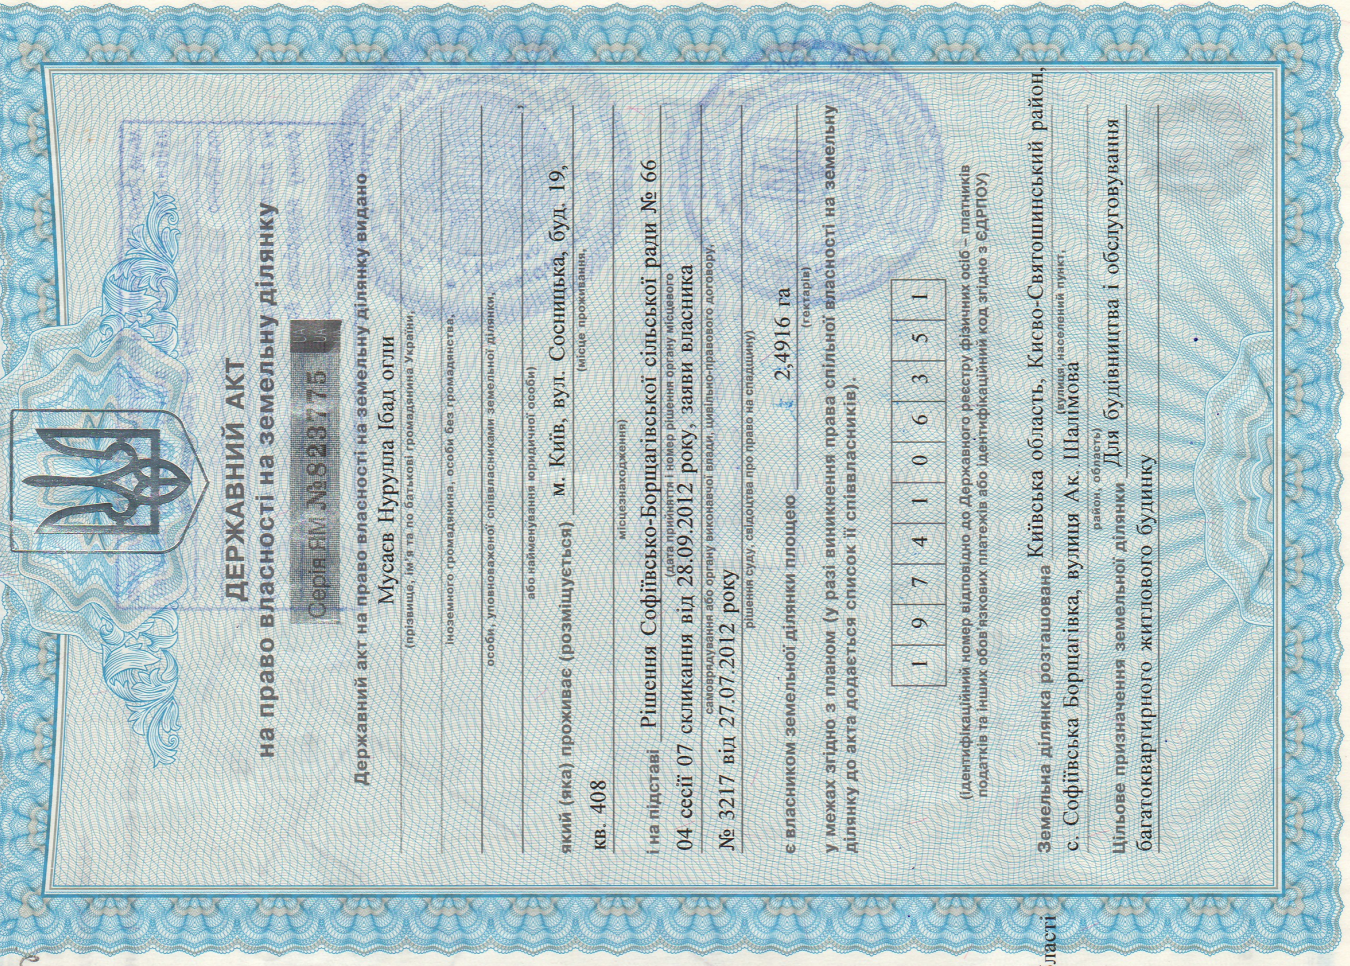 ДЕРЖАВНИЙ АКТ
на право власності на земельну ділянку
Серія ЯМ №823775
Державний акт на право власності на земельну ділянку видано
Мусаєв Нурулла Ібад огли
(прізвище, ім'я та по батькові громадянина України,
іноземного громадянина, особи без громадянства,
особи, уповноваженої співвласниками земельної ділянки,
або найменування юридичної особи)
який (яка) проживає (розміщується) м. Київ, вул. Сосницька, буд. 19,
(місце проживання,
кв. 408
місцезнаходження)
і на підставі Рішення Софіївсько-Борщагівської сільської ради № 66
(дата прийняття і номер рішення органу місцевого
04 сесії 07 скликання від 28.09.2012 року, заяви власника
самоврядування або органу виконавчої влади, цивільно-правового договору,
№ 3217 від 27.07.2012 року
рішення суду, свідоцтва про право на спадщину)
є власником земельної ділянки площею 2,4916 га
(гектарів)
у межах згідно з планом (у разі виникнення права спільної власності на земельну
ділянку до акта додається список її співвласників).
1 9 7 4 1 0 6 3 5 1
(ідентифікаційний номер відповідно до Державного реєстру фізичних осіб – платників
податків та інших обов'язкових платежів або ідентифікаційний код згідно з ЄДРПОУ)
Земельна ділянка розташована Київська область, Києво-Святошинський район,
(вулиця, населений пункт,
с. Софіївська Борщагівка, вулиця Ак. Шалімова
район, область)
Цільове призначення земельної ділянки Для будівництва і обслуговування
багатоквартирного житлового будинку
ласті